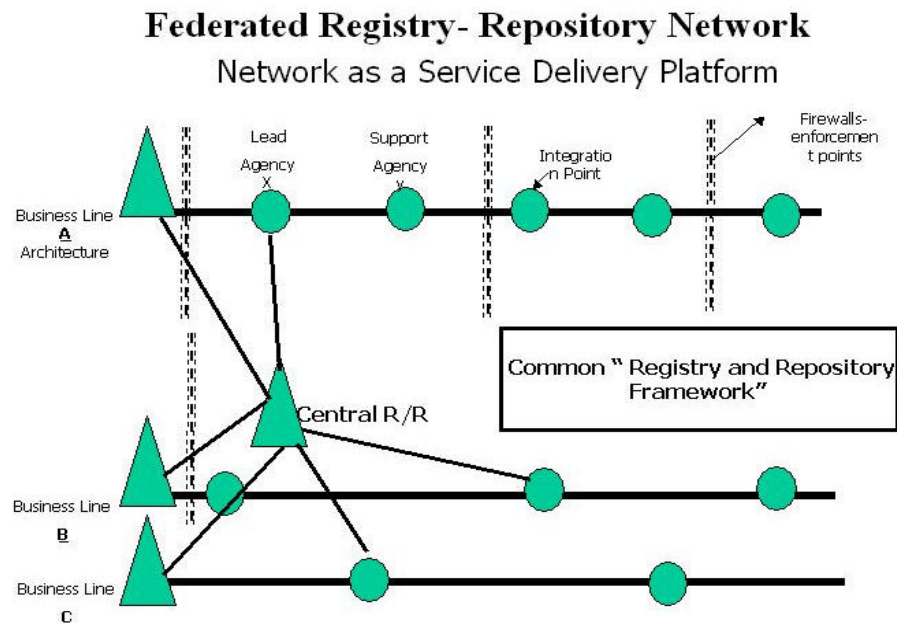 Federated Registry- Repository Network
Network as a Service Delivery Platform
Lead
Agency
X
Support
Agency
y
Integratio
n Point
Firewalls-
enforcemen
t points
Business Line
A
Architecture
Common “ Registry and Repository
Framework”
Central R/R
Business Line
B
Business Line
C